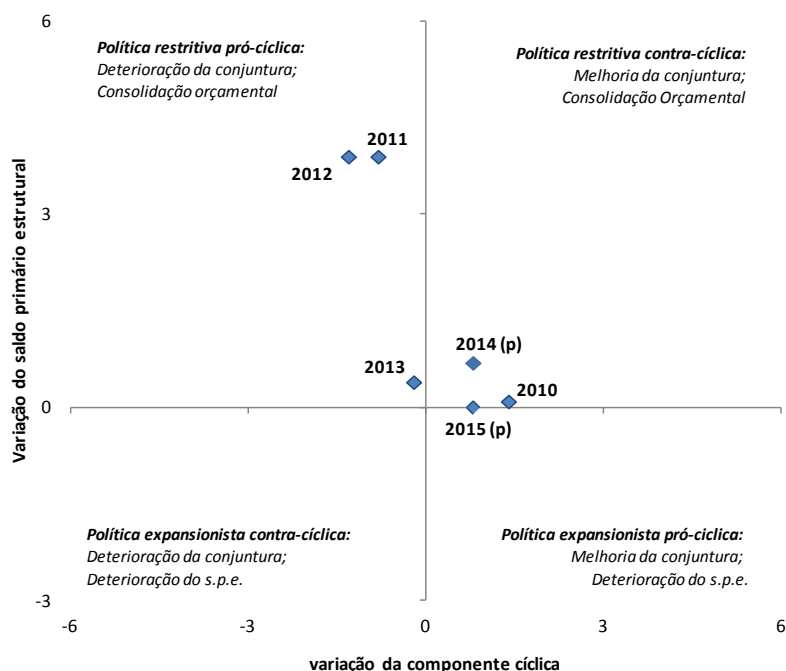 6
Política restritiva pró-cíclica:
Deterioração da conjuntura;
Consolidação orçamental
Política restritiva contra-cíclica:
Melhoria da conjuntura;
Consolidação Orçamental
2011
2012
3
2014 (p)
2013
2010
0
2015 (p)
Variação do saldo primário estrutural
Política expansionista contra-cíclica:
Deterioração da conjuntura;
Deterioração do s.p.e.
Política expansionista pró-ciclica:
Melhoria da conjuntura;
Deterioração do s.p.e.
-3
-6 -3 0 3 6
variação da componente cíclica